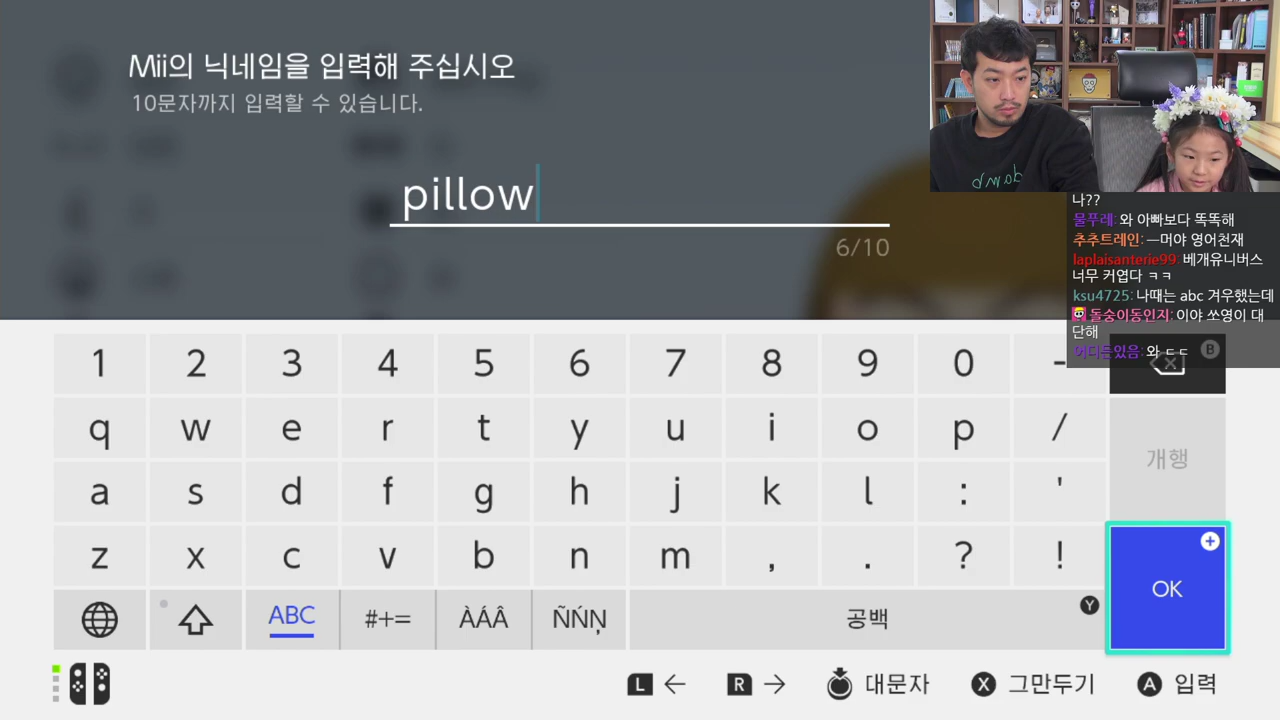 Mii의 닉네임을 입력해 주십시오
10문자까지 입력할 수 있습니다.
pillow
6/10
나??
물푸레: 와 아빠보다 똑똑해
추추트레인: ㅡ머야 영어천재
laplaisanterie99: 베개유니버스
너무 커엽다 ㅋㅋ
ksu4725: 나때는 abc 겨우했는데
돌숭이동인지: 이야 쏘영이 대
단해
어디든있음: 와 ㄷㄷ
1 2 3 4 5 6 7 8 9 0 - B
q w e r t y u i o p / 개행
a s d f g h j k l : '
z x c v b n m , . ? ! + OK
ABC #+= ÀÁÂ ÑŃŅ 공백 Y
L ← R → 대문자 X 그만두기 A 입력